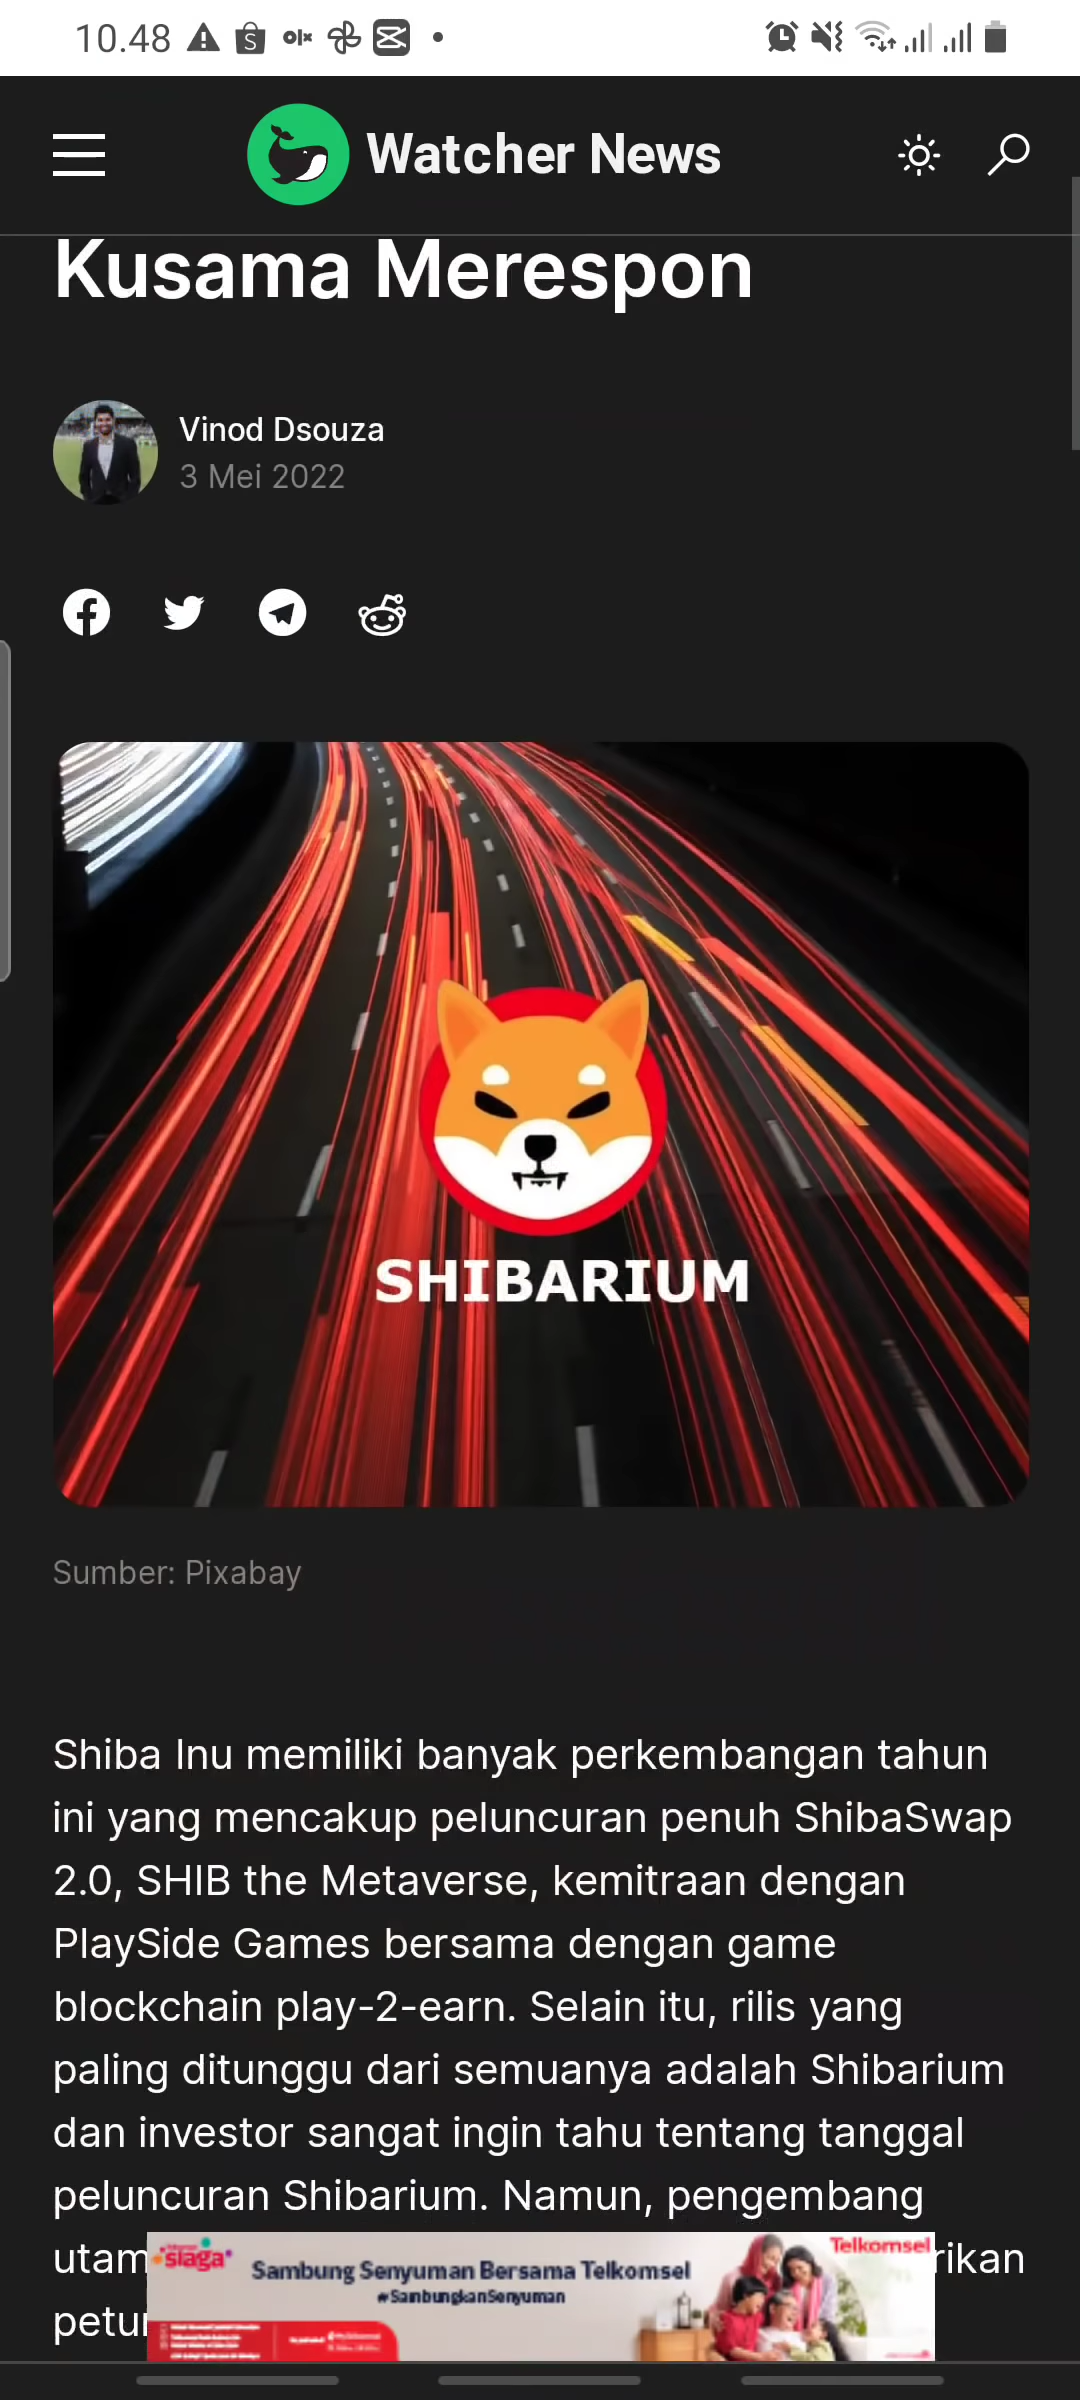 10.48
olx
Watcher News
Kusama Merespon
Vinod Dsouza
3 Mei 2022
SHIBARIUM
Sumber: Pixabay
Shiba Inu memiliki banyak perkembangan tahun
ini yang mencakup peluncuran penuh ShibaSwap
2.0, SHIB the Metaverse, kemitraan dengan
PlaySide Games bersama dengan game
blockchain play-2-earn. Selain itu, rilis yang
paling ditunggu dari semuanya adalah Shibarium
dan investor sangat ingin tahu tentang tanggal
peluncuran Shibarium. Namun, pengembang
utam
rikan
petu
siaga
Sambung Senyuman Bersama Telkomsel
#SambungkanSenyuman
Telkomsel